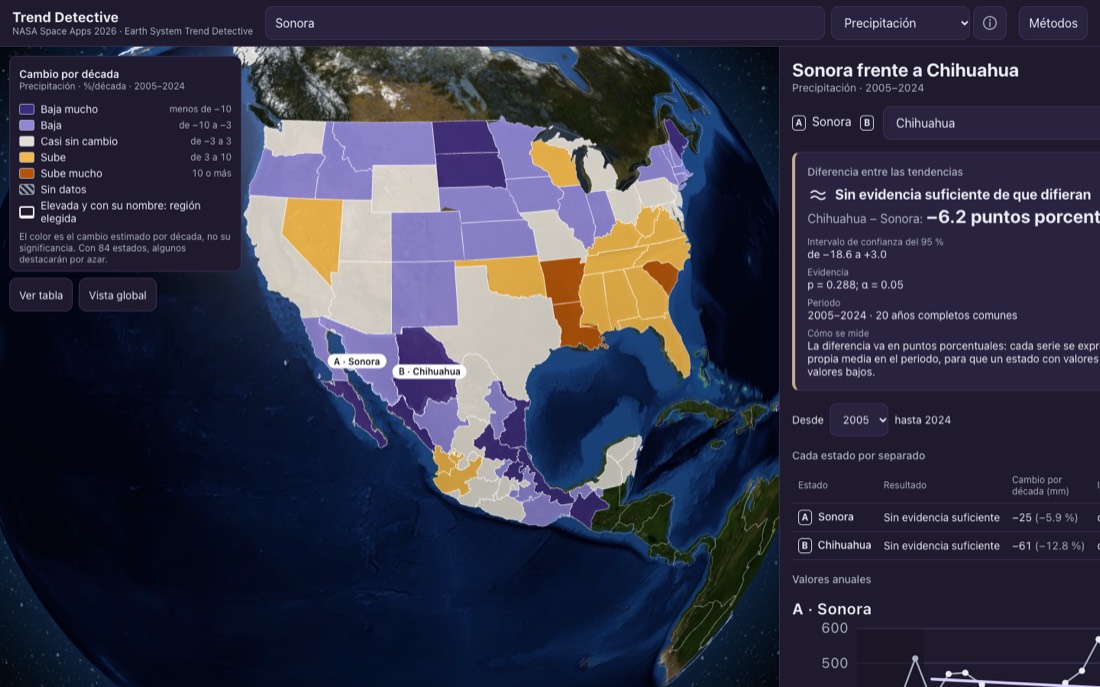 Trend Detective
NASA Space Apps 2026 · Earth System Trend Detective
Sonora
Precipitación
Métodos
Cambio por década
Precipitación · %/década · 2005–2024
Baja mucho menos de −10
Baja de −10 a −3
Casi sin cambio de −3 a 3
Sube de 3 a 10
Sube mucho 10 o más
Sin datos
Elevada y con su nombre: región
elegida
El color es el cambio estimado por década, no su
significancia. Con 84 estados, algunos
destacarán por azar.
Ver tabla
Vista global
A · Sonora
B · Chihuahua
Sonora frente a Chihuahua
Precipitación · 2005–2024
A Sonora B Chihuahua
Diferencia entre las tendencias
≈ Sin evidencia suficiente de que difieran
Chihuahua – Sonora: −6.2 puntos porcent
Intervalo de confianza del 95 %
de −18.6 a +3.0
Evidencia
p = 0.288; α = 0.05
Periodo
2005–2024 · 20 años completos comunes
Cómo se mide
La diferencia va en puntos porcentuales: cada serie se expr
propia media en el periodo, para que un estado con valores
valores bajos.
Desde 2005 hasta 2024
Cada estado por separado
Estado Resultado Cambio por
década (mm)
A Sonora Sin evidencia suficiente −25 (−5.9 %)
B Chihuahua Sin evidencia suficiente −61 (−12.8 %)
Valores anuales
A · Sonora
600
500